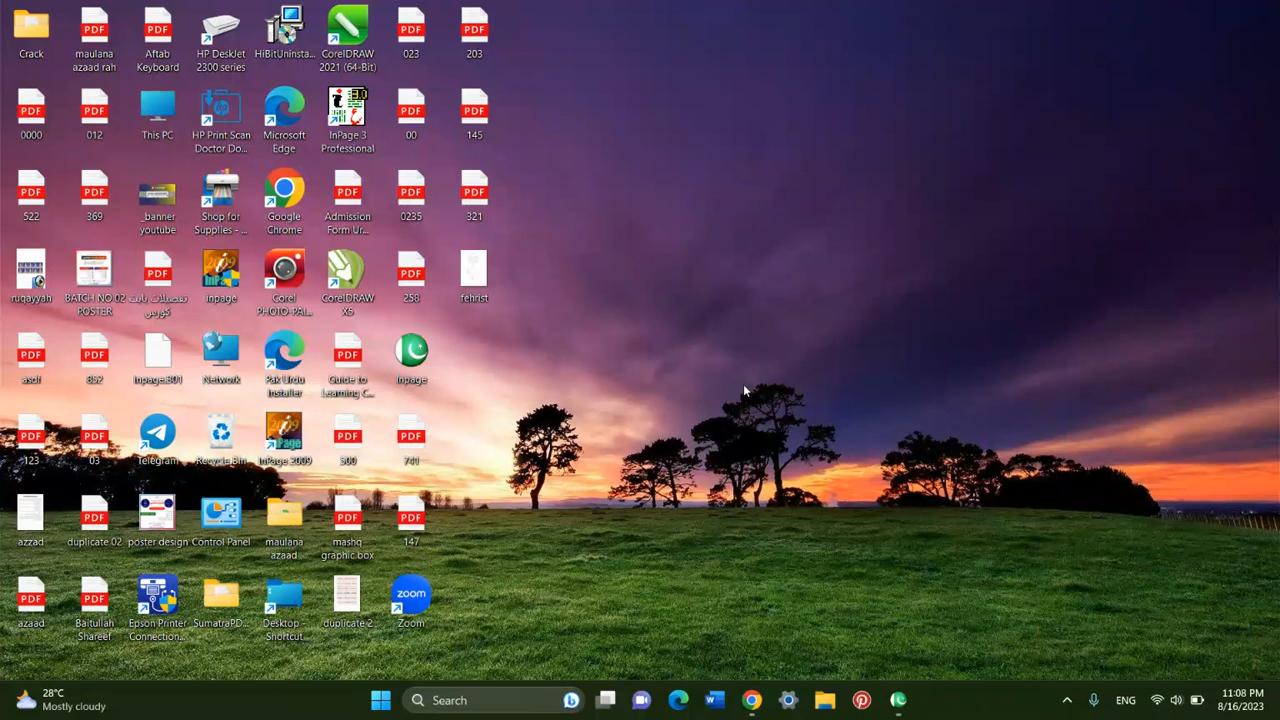 Crack
maulana azaad rah
Aftab Keyboard
HP DeskJet 2300 series
HiBitUninsta...
CorelDRAW 2021 (64-Bit)
023
203
0000
012
This PC
HP Print Scan Doctor Do...
Microsoft Edge
InPage 3 Professional
00
145
522
369
_banner youtube
Shop for Supplies - ...
Google Chrome
Admission Form Ur...
0235
321
ruqayyah
BATCH NO.02 POSTER
تفصیلات بابت کورس
inpage
Corel PHOTO-PAI...
CorelDRAW X5
258
fehrist
asdf
852
Inpage.B01
Network
Pak Urdu Installer
Guide to Learning C...
Inpage
123
03
Telegram
Recycle Bin
InPage 2009
500
741
azzad
duplicate 02
poster design
Control Panel
maulana azaad
mashq graphic.box
147
azaad
Baitullah Shareef
Epson Printer Connection...
SumatraPD...
Desktop - Shortcut
duplicate 2
Zoom
28°C
Mostly cloudy
Search
ENG
11:08 PM
8/16/2023